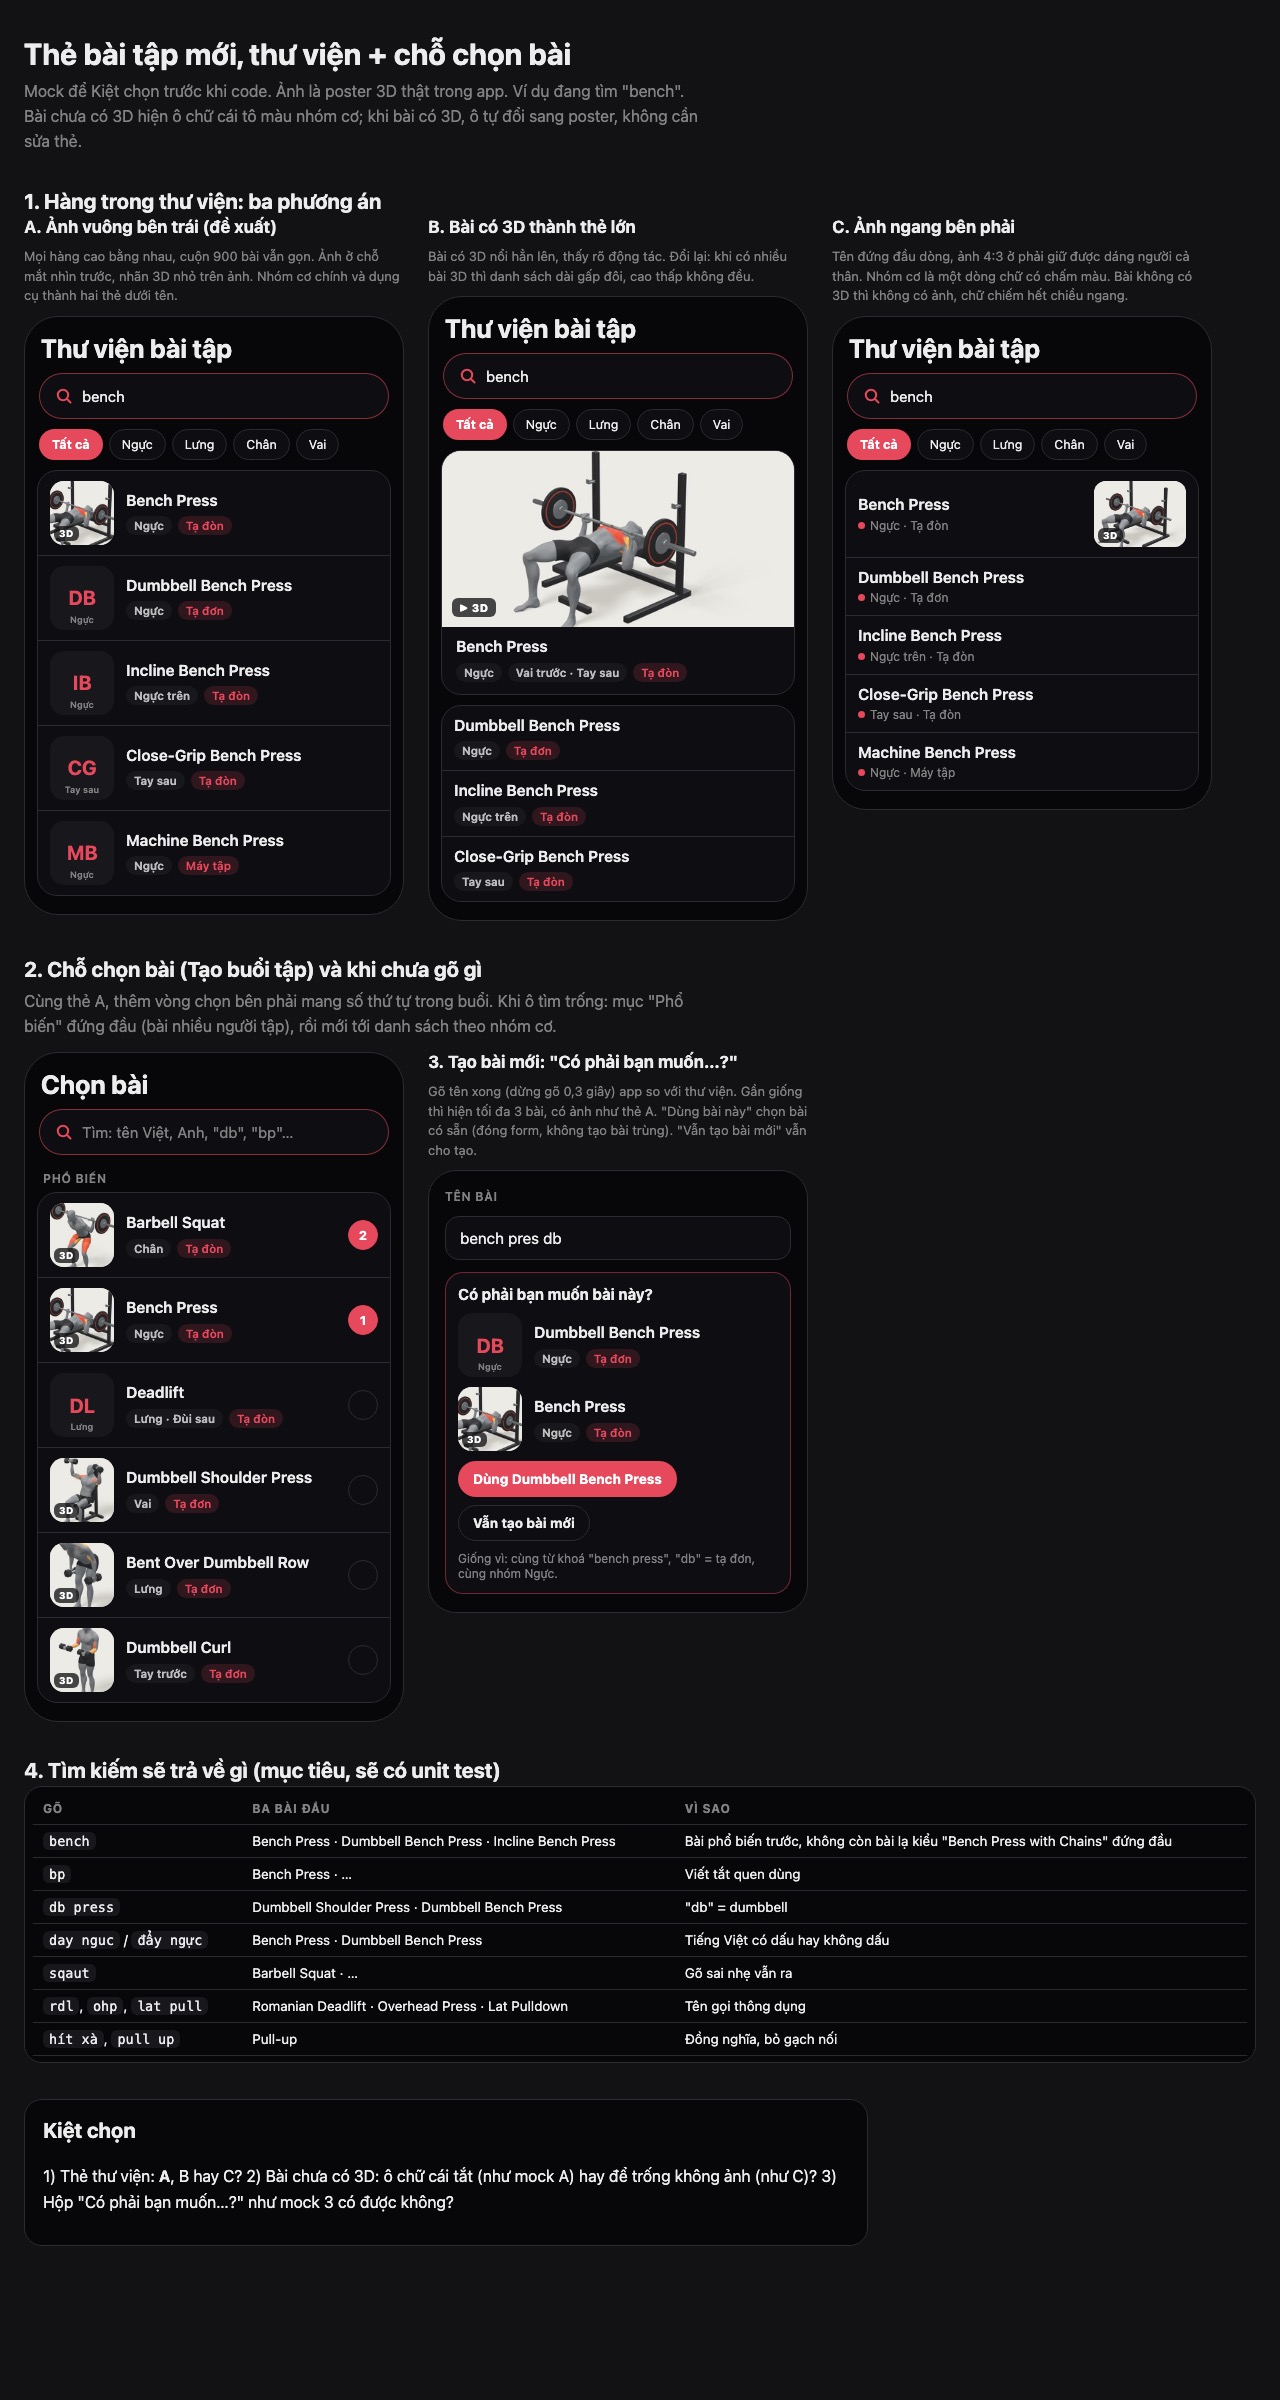 Thẻ bài tập mới, thư viện + chỗ chọn bài
Mock để Kiệt chọn trước khi code. Ảnh là poster 3D thật trong app. Ví dụ đang tìm "bench".
Bài chưa có 3D hiện ô chữ cái tô màu nhóm cơ; khi bài có 3D, ô tự đổi sang poster, không cần
sửa thẻ.
1. Hàng trong thư viện: ba phương án
A. Ảnh vuông bên trái (đề xuất)
Mọi hàng cao bằng nhau, cuộn 900 bài vẫn gọn. Ảnh ở chỗ
mắt nhìn trước, nhãn 3D nhỏ trên ảnh. Nhóm cơ chính và dụng
cụ thành hai thẻ dưới tên.
Thư viện bài tập
bench
Tất cả Ngực Lưng Chân Vai
3D
Bench Press
Ngực Tạ đòn
DB
Ngực
Dumbbell Bench Press
Ngực Tạ đơn
IB
Ngực
Incline Bench Press
Ngực trên Tạ đòn
CG
Tay sau
Close-Grip Bench Press
Tay sau Tạ đòn
MB
Ngực
Machine Bench Press
Ngực Máy tập
B. Bài có 3D thành thẻ lớn
Bài có 3D nổi hẳn lên, thấy rõ động tác. Đổi lại: khi có nhiều
bài 3D thì danh sách dài gấp đôi, cao thấp không đều.
Thư viện bài tập
bench
Tất cả Ngực Lưng Chân Vai
▶ 3D
Bench Press
Ngực Vai trước · Tay sau Tạ đòn
Dumbbell Bench Press
Ngực Tạ đơn
Incline Bench Press
Ngực trên Tạ đòn
Close-Grip Bench Press
Tay sau Tạ đòn
C. Ảnh ngang bên phải
Tên đứng đầu dòng, ảnh 4:3 ở phải giữ được dáng người cả
thân. Nhóm cơ là một dòng chữ có chấm màu. Bài không có
3D thì không có ảnh, chữ chiếm hết chiều ngang.
Thư viện bài tập
bench
Tất cả Ngực Lưng Chân Vai
Bench Press
Ngực · Tạ đòn
3D
Dumbbell Bench Press
Ngực · Tạ đơn
Incline Bench Press
Ngực trên · Tạ đòn
Close-Grip Bench Press
Tay sau · Tạ đòn
Machine Bench Press
Ngực · Máy tập
2. Chỗ chọn bài (Tạo buổi tập) và khi chưa gõ gì
Cùng thẻ A, thêm vòng chọn bên phải mang số thứ tự trong buổi. Khi ô tìm trống: mục "Phổ
biến" đứng đầu (bài nhiều người tập), rồi mới tới danh sách theo nhóm cơ.
Chọn bài
Tìm: tên Việt, Anh, "db", "bp"...
PHỔ BIẾN
3D
Barbell Squat
Chân Tạ đòn
2
3D
Bench Press
Ngực Tạ đòn
1
DL
Lưng
Deadlift
Lưng · Đùi sau Tạ đòn
3D
Dumbbell Shoulder Press
Vai Tạ đơn
3D
Bent Over Dumbbell Row
Lưng Tạ đơn
3D
Dumbbell Curl
Tay trước Tạ đơn
3. Tạo bài mới: "Có phải bạn muốn...?"
Gõ tên xong (dừng gõ 0,3 giây) app so với thư viện. Gần giống
thì hiện tối đa 3 bài, có ảnh như thẻ A. "Dùng bài này" chọn bài
có sẵn (đóng form, không tạo bài trùng). "Vẫn tạo bài mới" vẫn
cho tạo.
TÊN BÀI
bench pres db
Có phải bạn muốn bài này?
DB
Ngực
Dumbbell Bench Press
Ngực Tạ đơn
3D
Bench Press
Ngực Tạ đòn
Dùng Dumbbell Bench Press
Vẫn tạo bài mới
Giống vì: cùng từ khoá "bench press", "db" = tạ đơn,
cùng nhóm Ngực.
4. Tìm kiếm sẽ trả về gì (mục tiêu, sẽ có unit test)
GÕ BA BÀI ĐẦU VÌ SAO
bench Bench Press · Dumbbell Bench Press · Incline Bench Press Bài phổ biến trước, không còn bài lạ kiểu "Bench Press with Chains" đứng đầu
bp Bench Press · ... Viết tắt quen dùng
db press Dumbbell Shoulder Press · Dumbbell Bench Press "db" = dumbbell
day nguc / đẩy ngực Bench Press · Dumbbell Bench Press Tiếng Việt có dấu hay không dấu
sqaut Barbell Squat · ... Gõ sai nhẹ vẫn ra
rdl, ohp, lat pull Romanian Deadlift · Overhead Press · Lat Pulldown Tên gọi thông dụng
hít xà, pull up Pull-up Đồng nghĩa, bỏ gạch nối
Kiệt chọn
1) Thẻ thư viện: A, B hay C? 2) Bài chưa có 3D: ô chữ cái tắt (như mock A) hay để trống không ảnh (như C)? 3)
Hộp "Có phải bạn muốn...?" như mock 3 có được không?